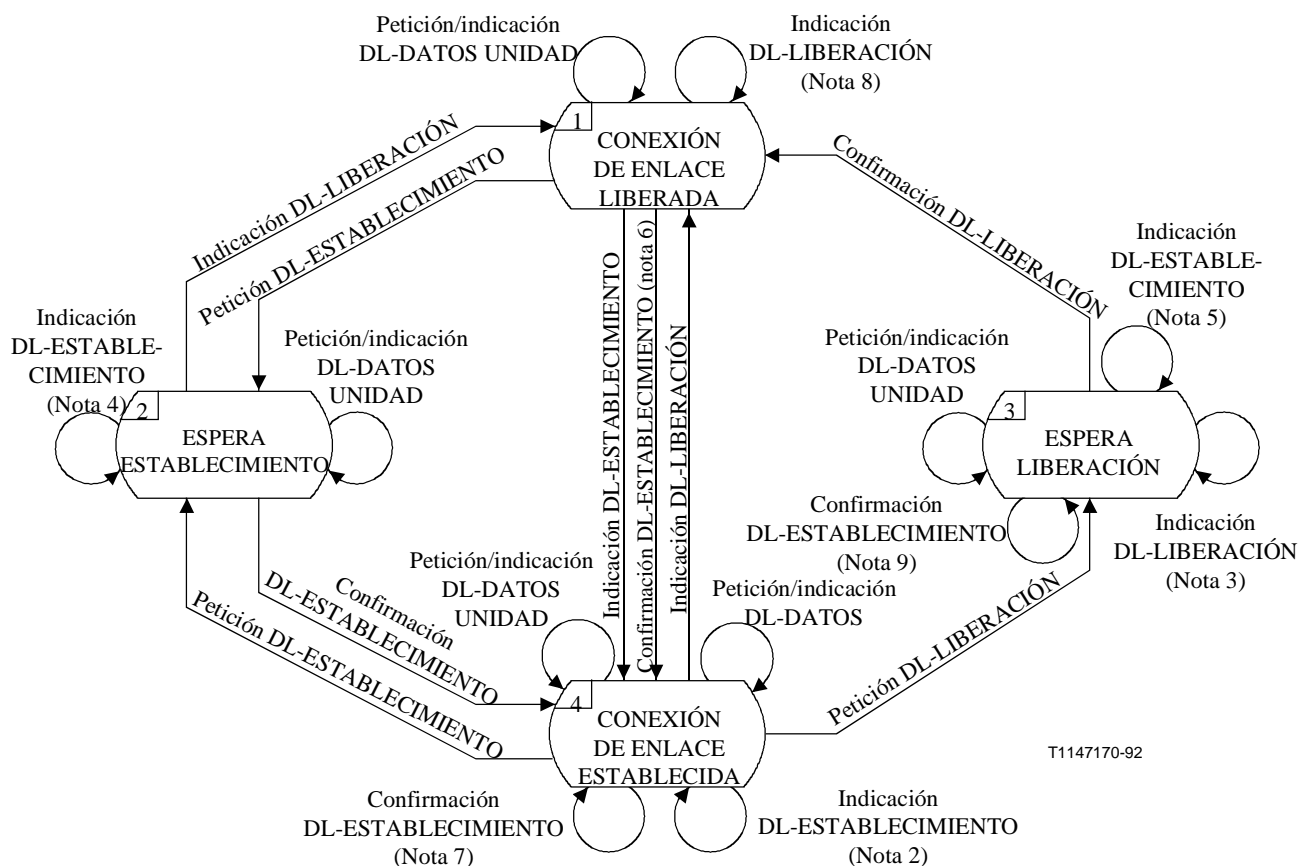 Petición/indicación
DL-DATOS UNIDAD
Indicación
DL-LIBERACIÓN
(Nota 8)
1
CONEXIÓN
DE ENLACE
LIBERADA
Indicación DL-LIBERACIÓN
Petición DL-ESTABLECIMIENTO
Confirmación DL-LIBERACIÓN
Indicación DL-ESTABLECIMIENTO
Confirmación DL-ESTABLECIMIENTO (nota 6)
Indicación DL-LIBERACIÓN
Indicación
DL-ESTABLE-
CIMIENTO
(Nota 4)
Petición/indicación
DL-DATOS
UNIDAD
2
ESPERA
ESTABLECIMIENTO
Petición/indicación
DL-DATOS
UNIDAD
Indicación
DL-ESTABLE-
CIMIENTO
(Nota 5)
3
ESPERA
LIBERACIÓN
Confirmación
DL-ESTABLECIMIENTO
(Nota 9)
Indicación
DL-LIBERACIÓN
(Nota 3)
Petición DL-ESTABLECIMIENTO
Confirmación
DL-ESTABLECIMIENTO
Petición/indicación
DL-DATOS
UNIDAD
Petición/indicación
DL-DATOS
Petición DL-LIBERACIÓN
4
CONEXIÓN
DE ENLACE
ESTABLECIDA
T1147170-92
Confirmación
DL-ESTABLECIMIENTO
(Nota 7)
Indicación
DL-ESTABLECIMIENTO
(Nota 2)